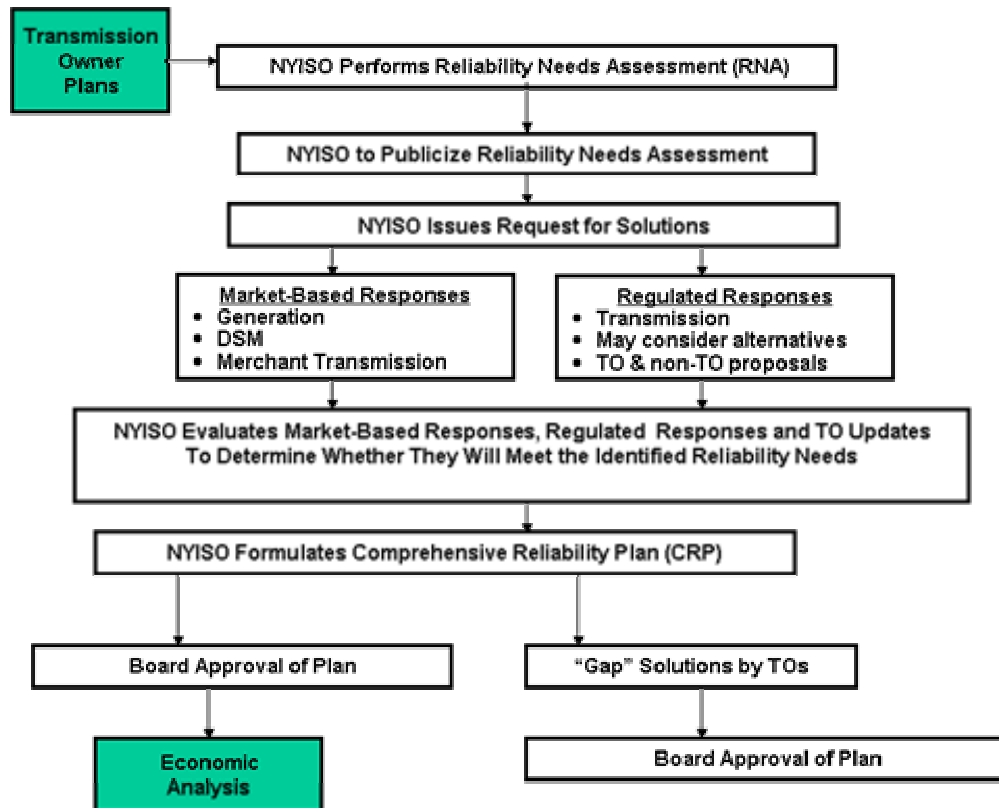 Transmission
Owner
Plans
NYISO Performs Reliability Needs Assessment (RNA)
NYISO to Publicize Reliability Needs Assessment
NYISO Issues Request for Solutions
Market-Based Responses
• Generation
• DSM
• Merchant Transmission
Regulated Responses
• Transmission
• May consider alternatives
• TO & non-TO proposals
NYISO Evaluates Market-Based Responses, Regulated Responses and TO Updates
To Determine Whether They Will Meet the Identified Reliability Needs
NYISO Formulates Comprehensive Reliability Plan (CRP)
Board Approval of Plan
“Gap” Solutions by TOs
Economic
Analysis
Board Approval of Plan